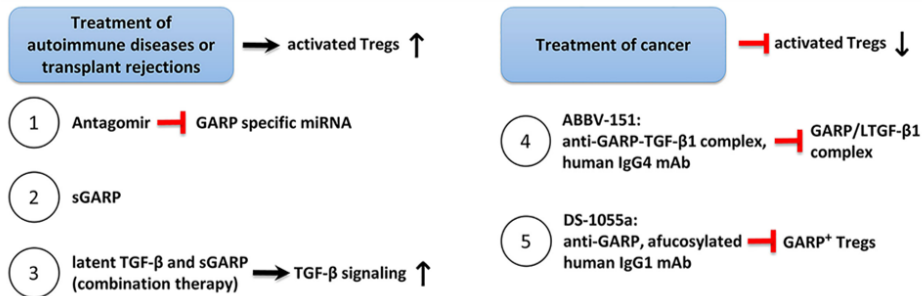 Treatment of
autoimmune diseases or
transplant rejections
activated Tregs ↑
1
Antagomir
GARP specific miRNA
2
sGARP
3
latent TGF-β and sGARP
(combination therapy)
TGF-β signaling ↑
Treatment of cancer
activated Tregs ↓
4
ABBV-151:
anti-GARP-TGF-β1 complex,
human IgG4 mAb
GARP/LTGF-β1
complex
5
DS-1055a:
anti-GARP, afucosylated
human IgG1 mAb
GARP⁺ Tregs